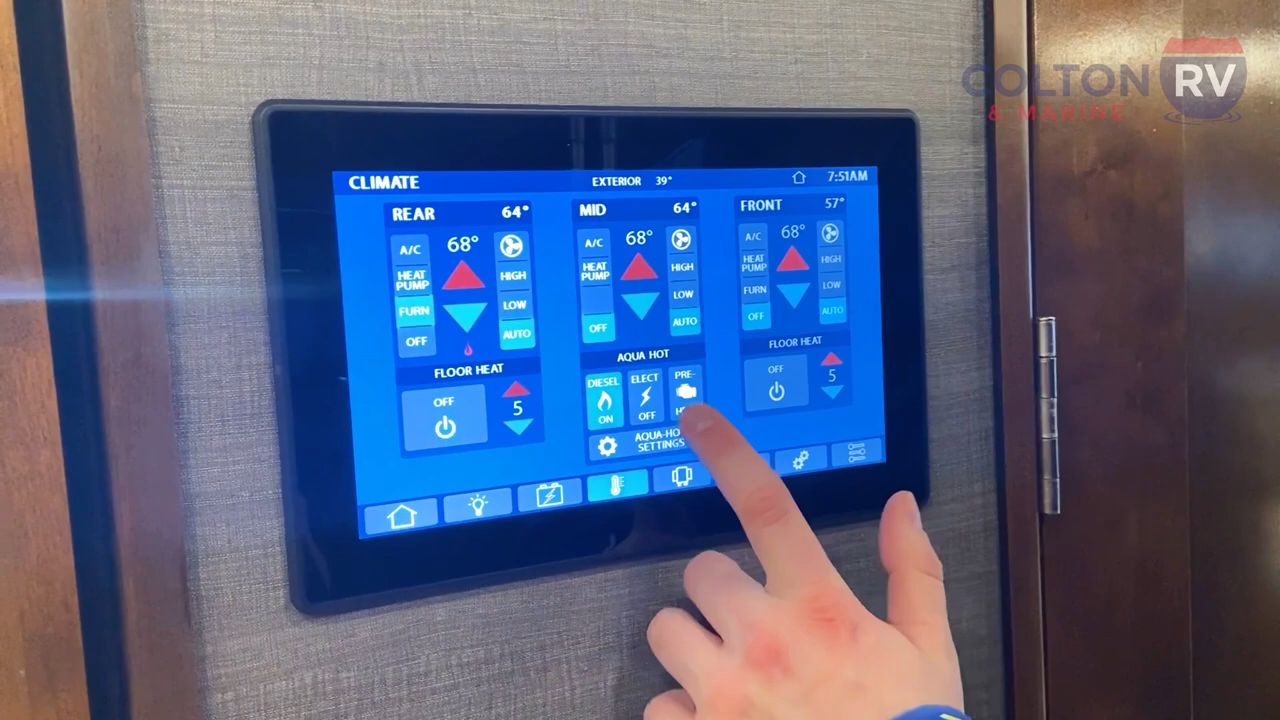 COLTON RV
& MARINE
CLIMATE
EXTERIOR 39°
7:51AM
REAR 64°
A/C
HEAT PUMP
FURN
OFF
68°
HIGH
LOW
AUTO
FLOOR HEAT
OFF
5
MID 64°
A/C
HEAT PUMP
OFF
68°
HIGH
LOW
AUTO
AQUA HOT
DIESEL
ON
ELECT
OFF
PRE-
SETTINGS
FRONT 57°
A/C
HEAT PUMP
FURN
OFF
68°
HIGH
LOW
AUTO
FLOOR HEAT
OFF
5